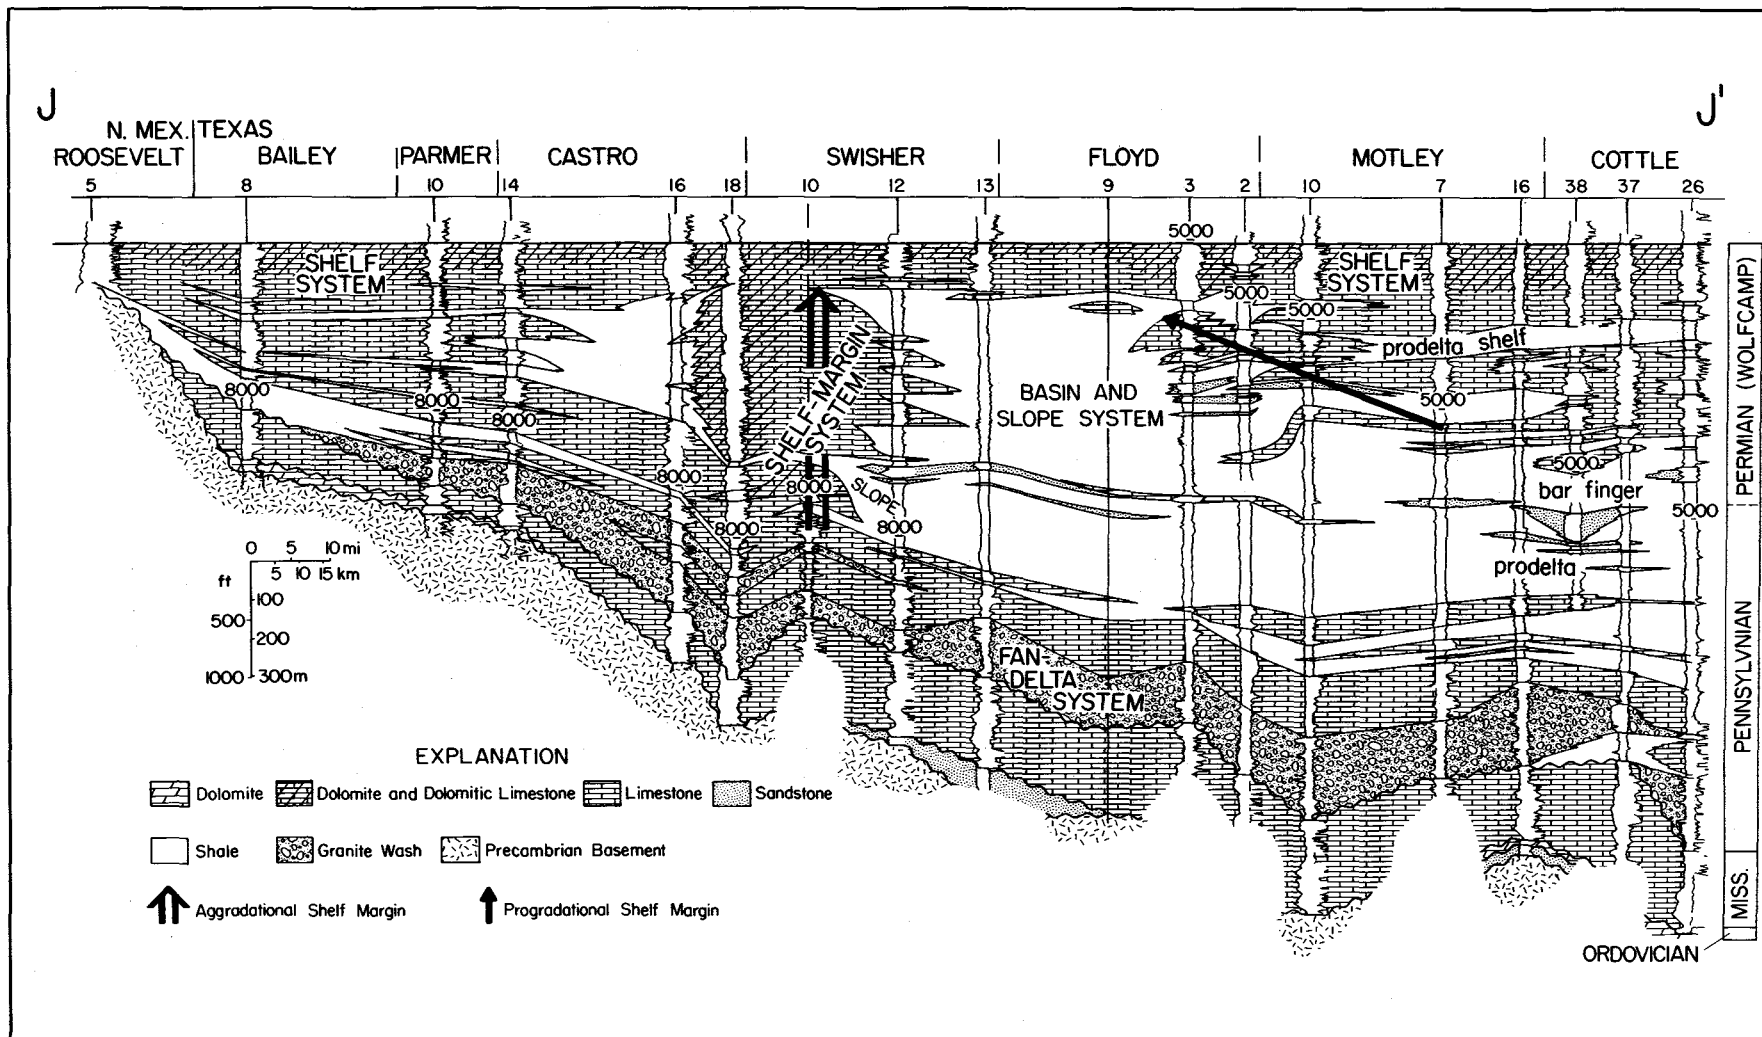 J
J'
N. MEX. TEXAS
ROOSEVELT BAILEY PARMER CASTRO SWISHER FLOYD MOTLEY COTTLE
5 8 10 14 16 18 10 12 13 9 3 2 10 7 16 38 37 26
5000
SHELF
SYSTEM
SHELF
SYSTEM
5000
5000
prodelta shelf
SHELF-MARGIN
SYSTEM
BASIN AND
SLOPE SYSTEM
8000
8000
8000
5000
8000
8000
SLOPE
8000
8000
5000
bar finger
5000
prodelta
0 5 10 mi
5 10 15 km
ft
100
500
200
1000 300m
FAN-
DELTA
SYSTEM
PERMIAN (WOLFCAMP)
PENNSYLVNIAN
MISS.
ORDOVICIAN
EXPLANATION
Dolomite Dolomite and Dolomitic Limestone Limestone Sandstone
Shale Granite Wash Precambrian Basement
Aggradational Shelf Margin Progradational Shelf Margin